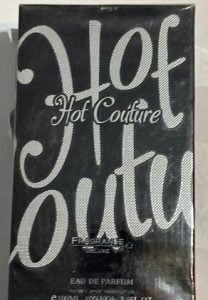 Hot
Hot Couture
outu
FRAGRANCE
DELUXE
EAU DE PARFUM